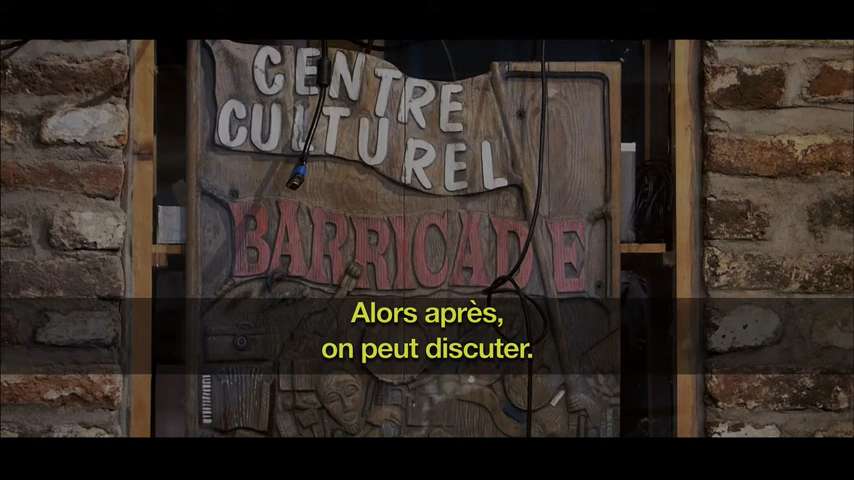 CENTRE
CULTUREL
BARRICADE
Alors après,
on peut discuter.